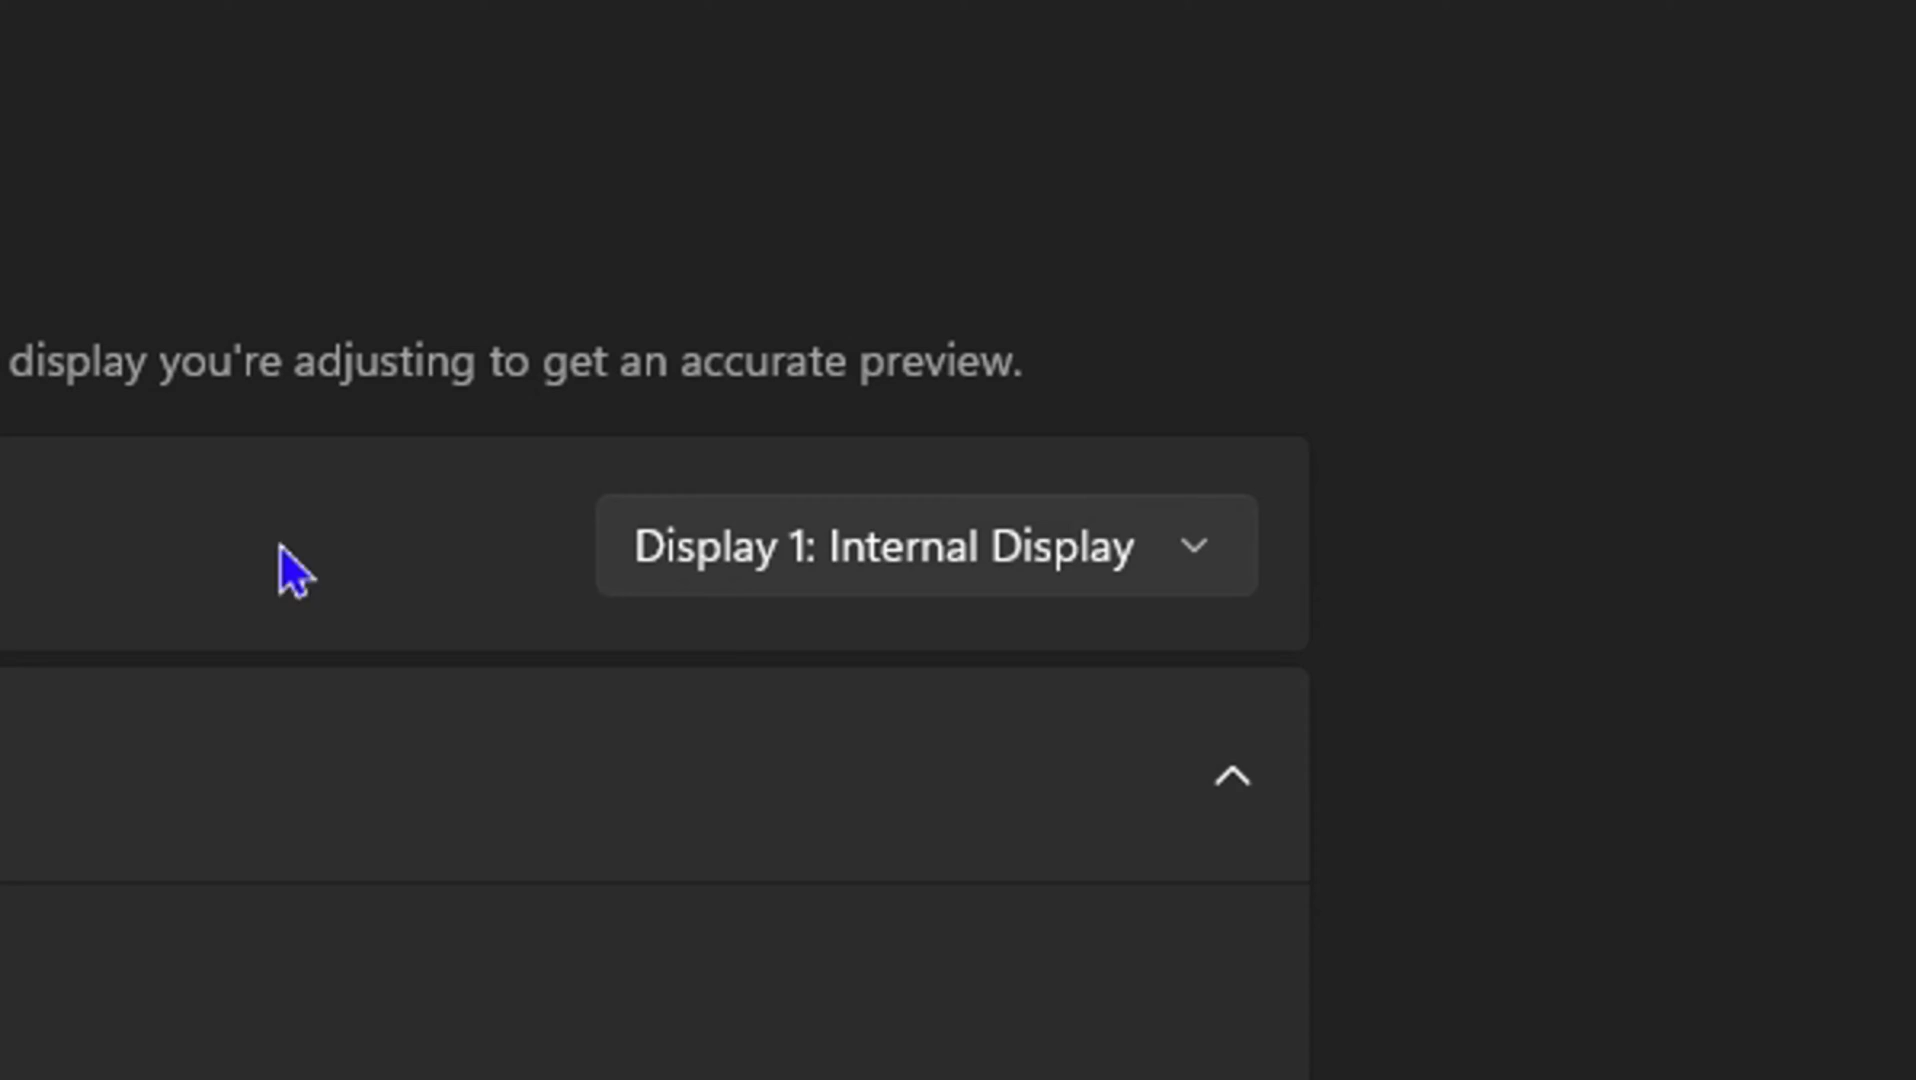 display you're adjusting to get an accurate preview.
Display 1: Internal Display